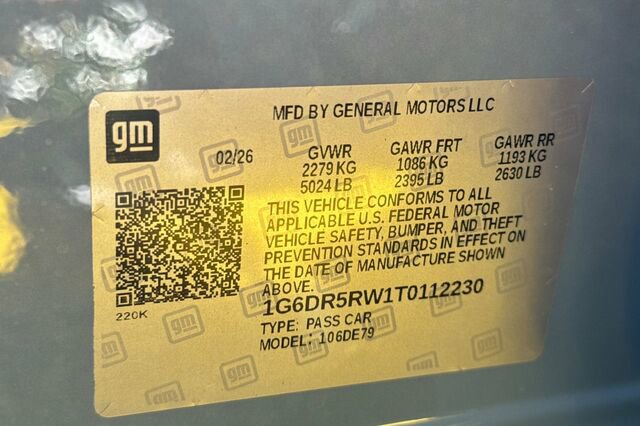 MFD BY GENERAL MOTORS LLC
gm
02/26 GVWR GAWR FRT GAWR RR
2279 KG 1086 KG 1193 KG
5024 LB 2395 LB 2630 LB
THIS VEHICLE CONFORMS TO ALL
APPLICABLE U.S. FEDERAL MOTOR
VEHICLE SAFETY, BUMPER, AND THEFT
PREVENTION STANDARDS IN EFFECT ON
THE DATE OF MANUFACTURE SHOWN
ABOVE.
220K
1G6DR5RW1T0112230
TYPE: PASS CAR
MODEL: 106DE79